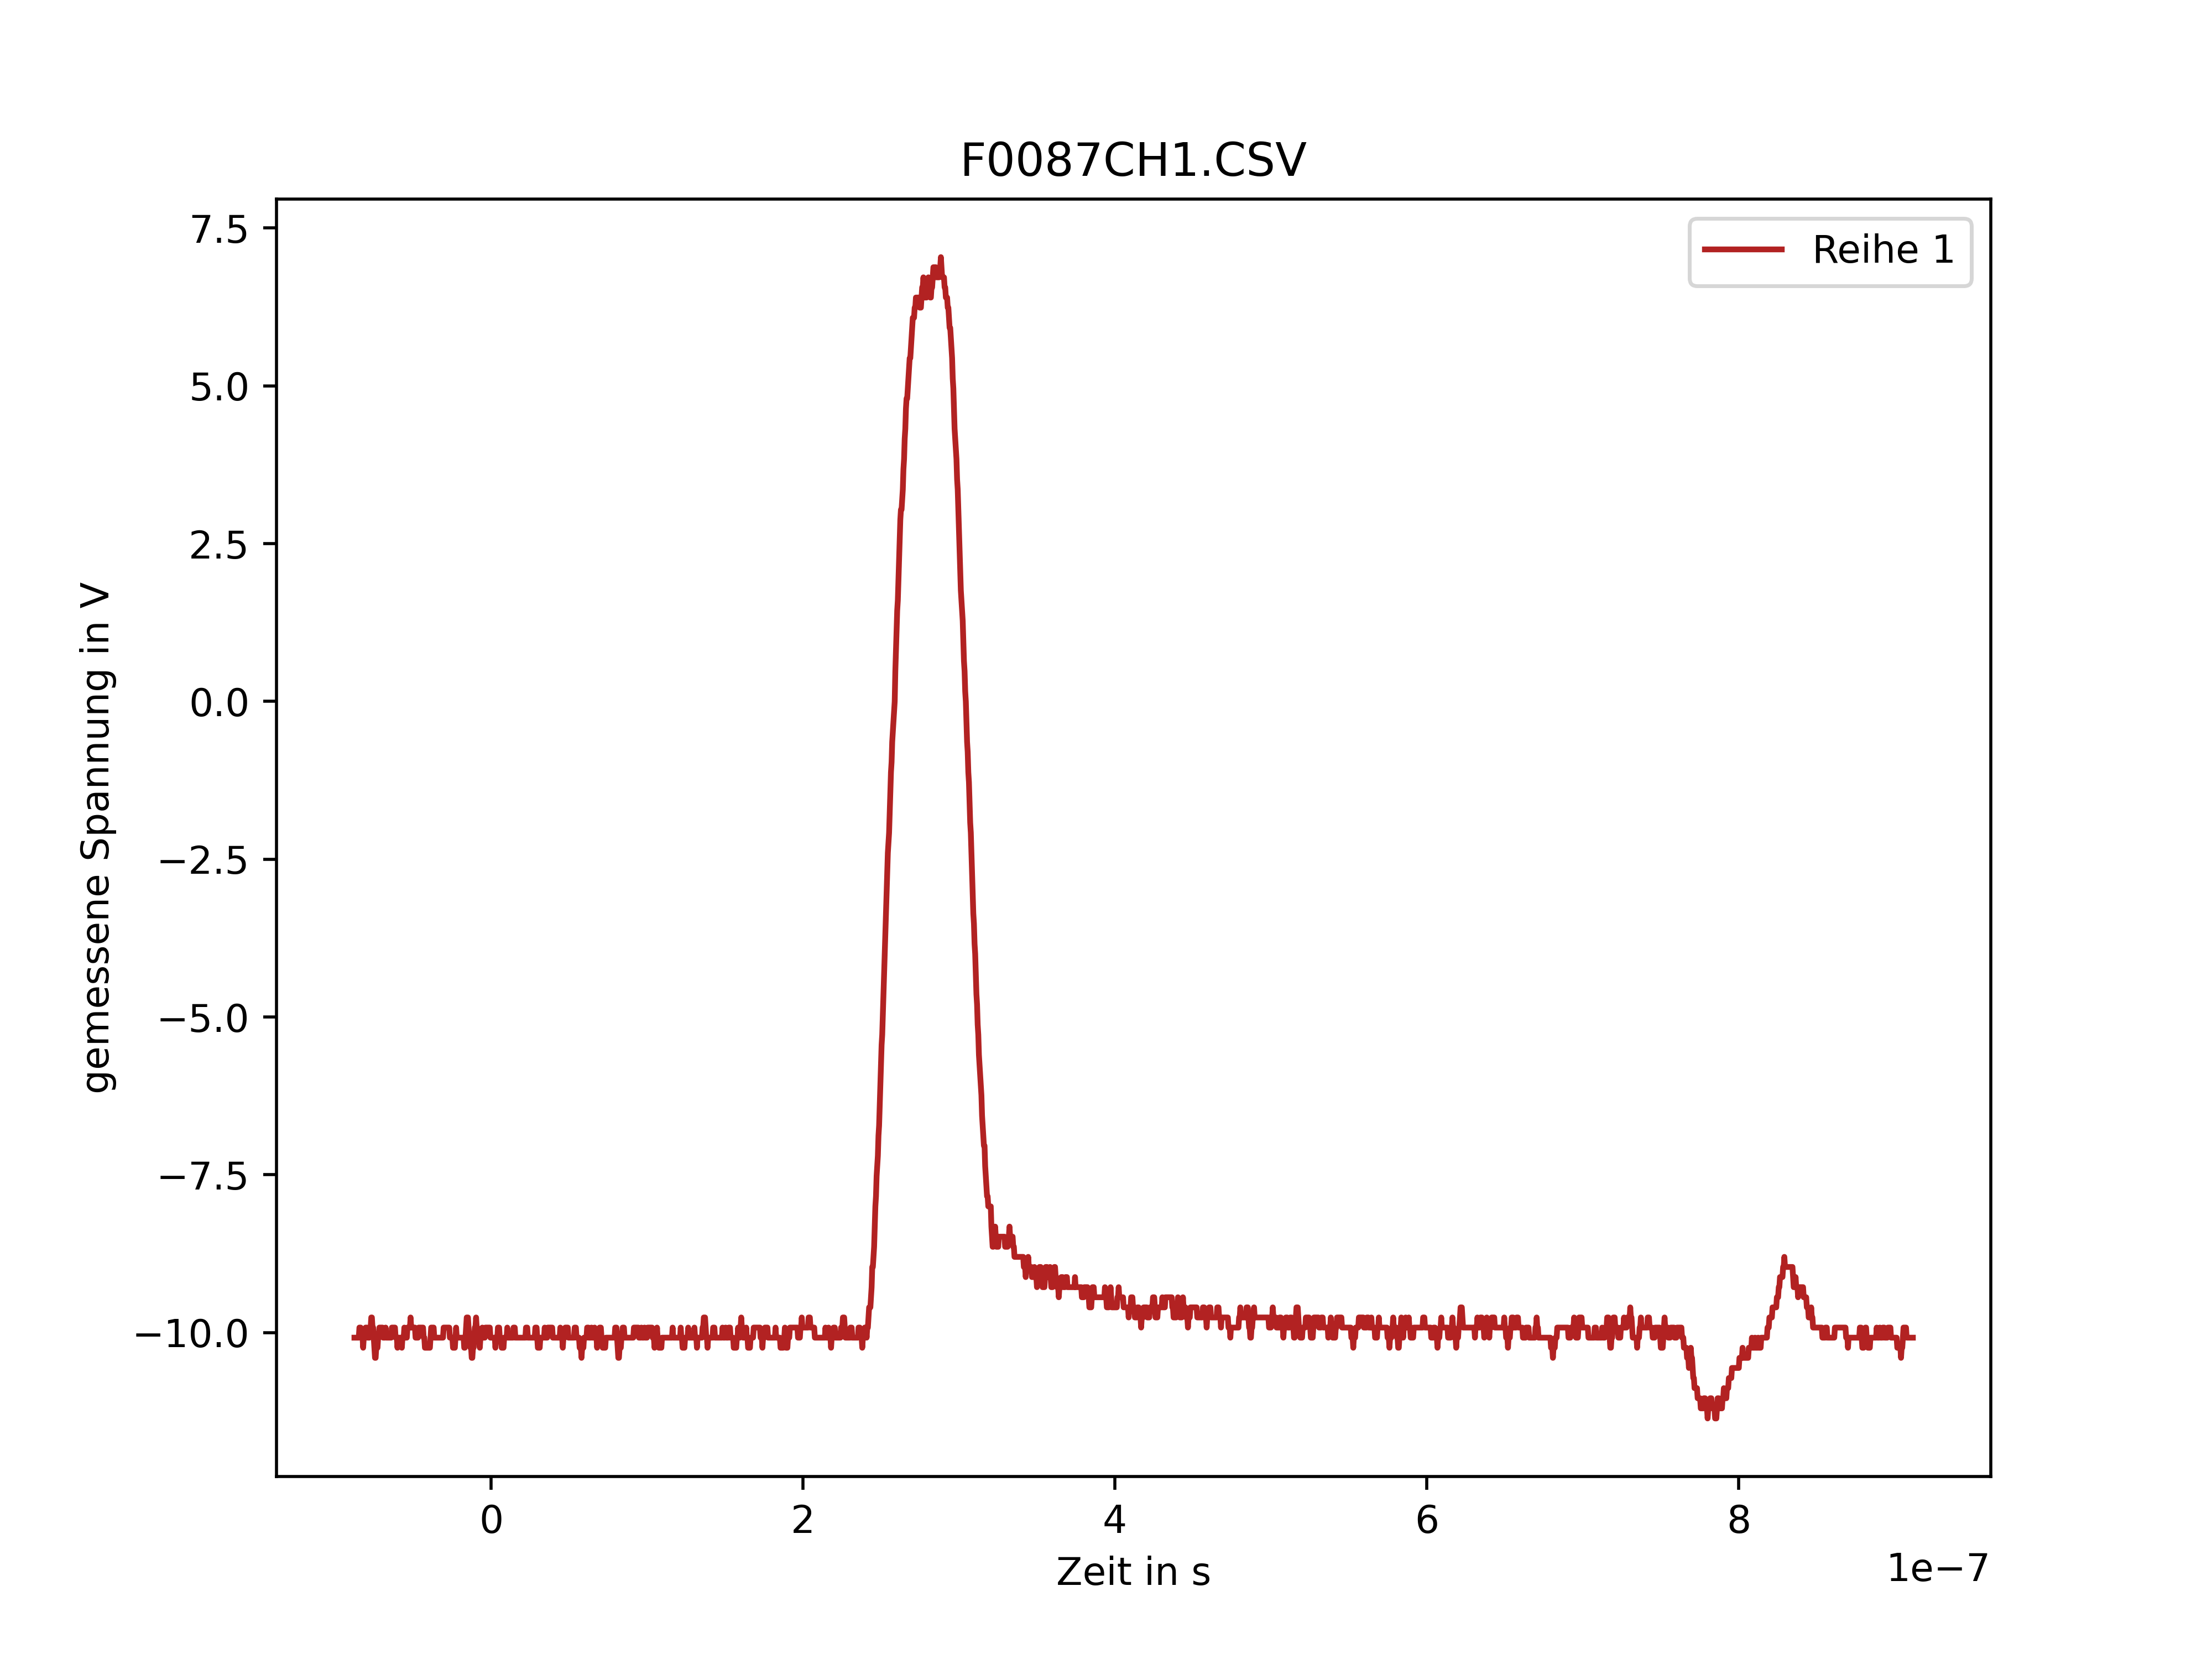 F0087CH1.CSV
Reihe 1
gemessene Spannung in V
7.5
5.0
2.5
0.0
−2.5
−5.0
−7.5
−10.0
0 2 4 6 8
1e−7
Zeit in s